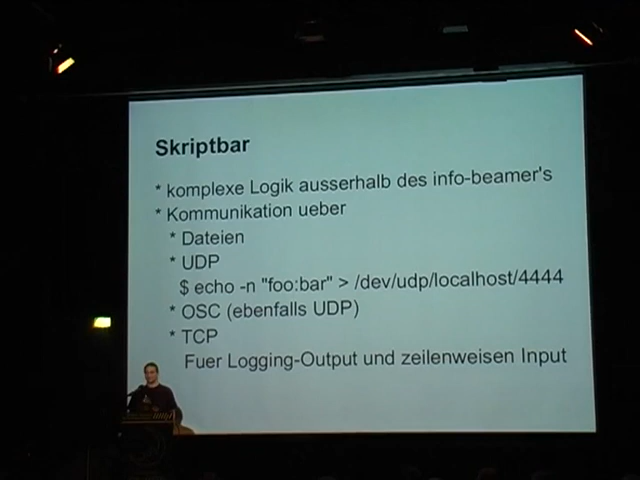 Skriptbar
* komplexe Logik ausserhalb des info-beamer's
* Kommunikation ueber
* Dateien
* UDP
$ echo -n "foo:bar" > /dev/udp/localhost/4444
* OSC (ebenfalls UDP)
* TCP
Fuer Logging-Output und zeilenweisen Input